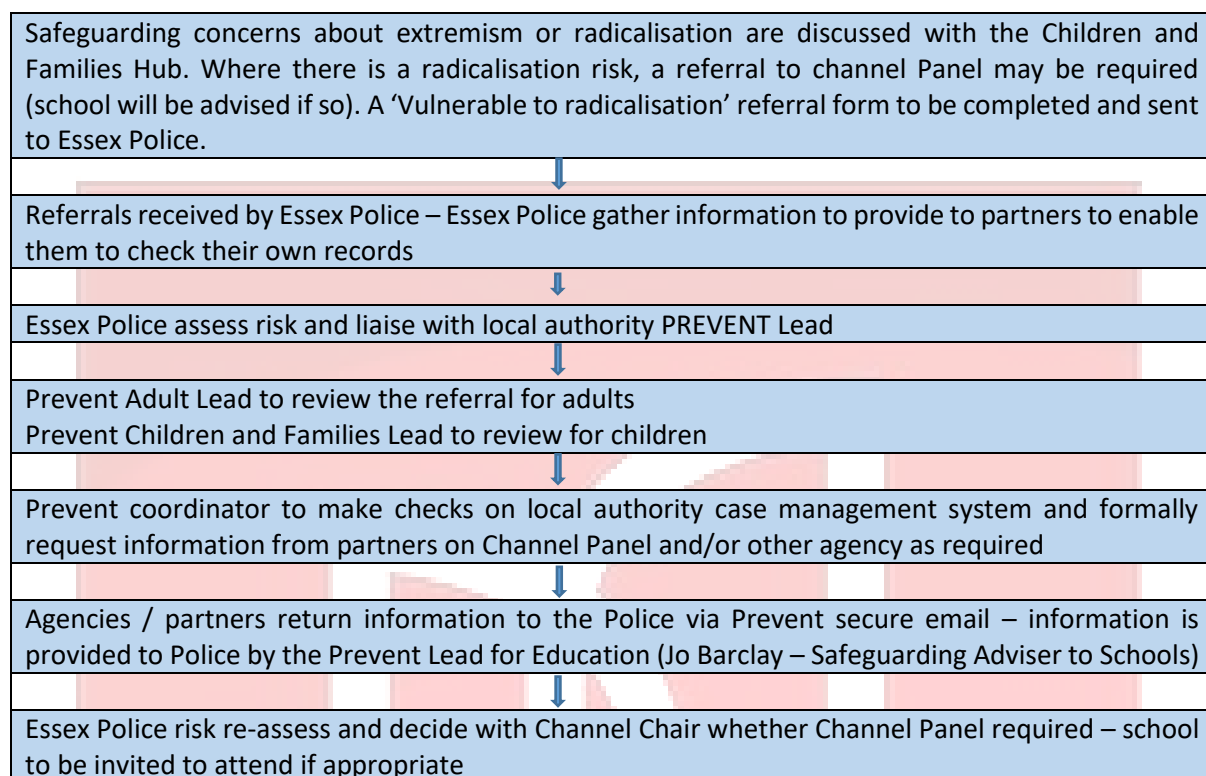 Safeguarding concerns about extremism or radicalisation are discussed with the Children and
Families Hub. Where there is a radicalisation risk, a referral to channel Panel may be required
(school will be advised if so). A ‘Vulnerable to radicalisation’ referral form to be completed and sent
to Essex Police.
Referrals received by Essex Police – Essex Police gather information to provide to partners to enable
them to check their own records
Essex Police assess risk and liaise with local authority PREVENT Lead
Prevent Adult Lead to review the referral for adults
Prevent Children and Families Lead to review for children
Prevent coordinator to make checks on local authority case management system and formally
request information from partners on Channel Panel and/or other agency as required
Agencies / partners return information to the Police via Prevent secure email – information is
provided to Police by the Prevent Lead for Education (Jo Barclay – Safeguarding Adviser to Schools)
Essex Police risk re-assess and decide with Channel Chair whether Channel Panel required – school
to be invited to attend if appropriate